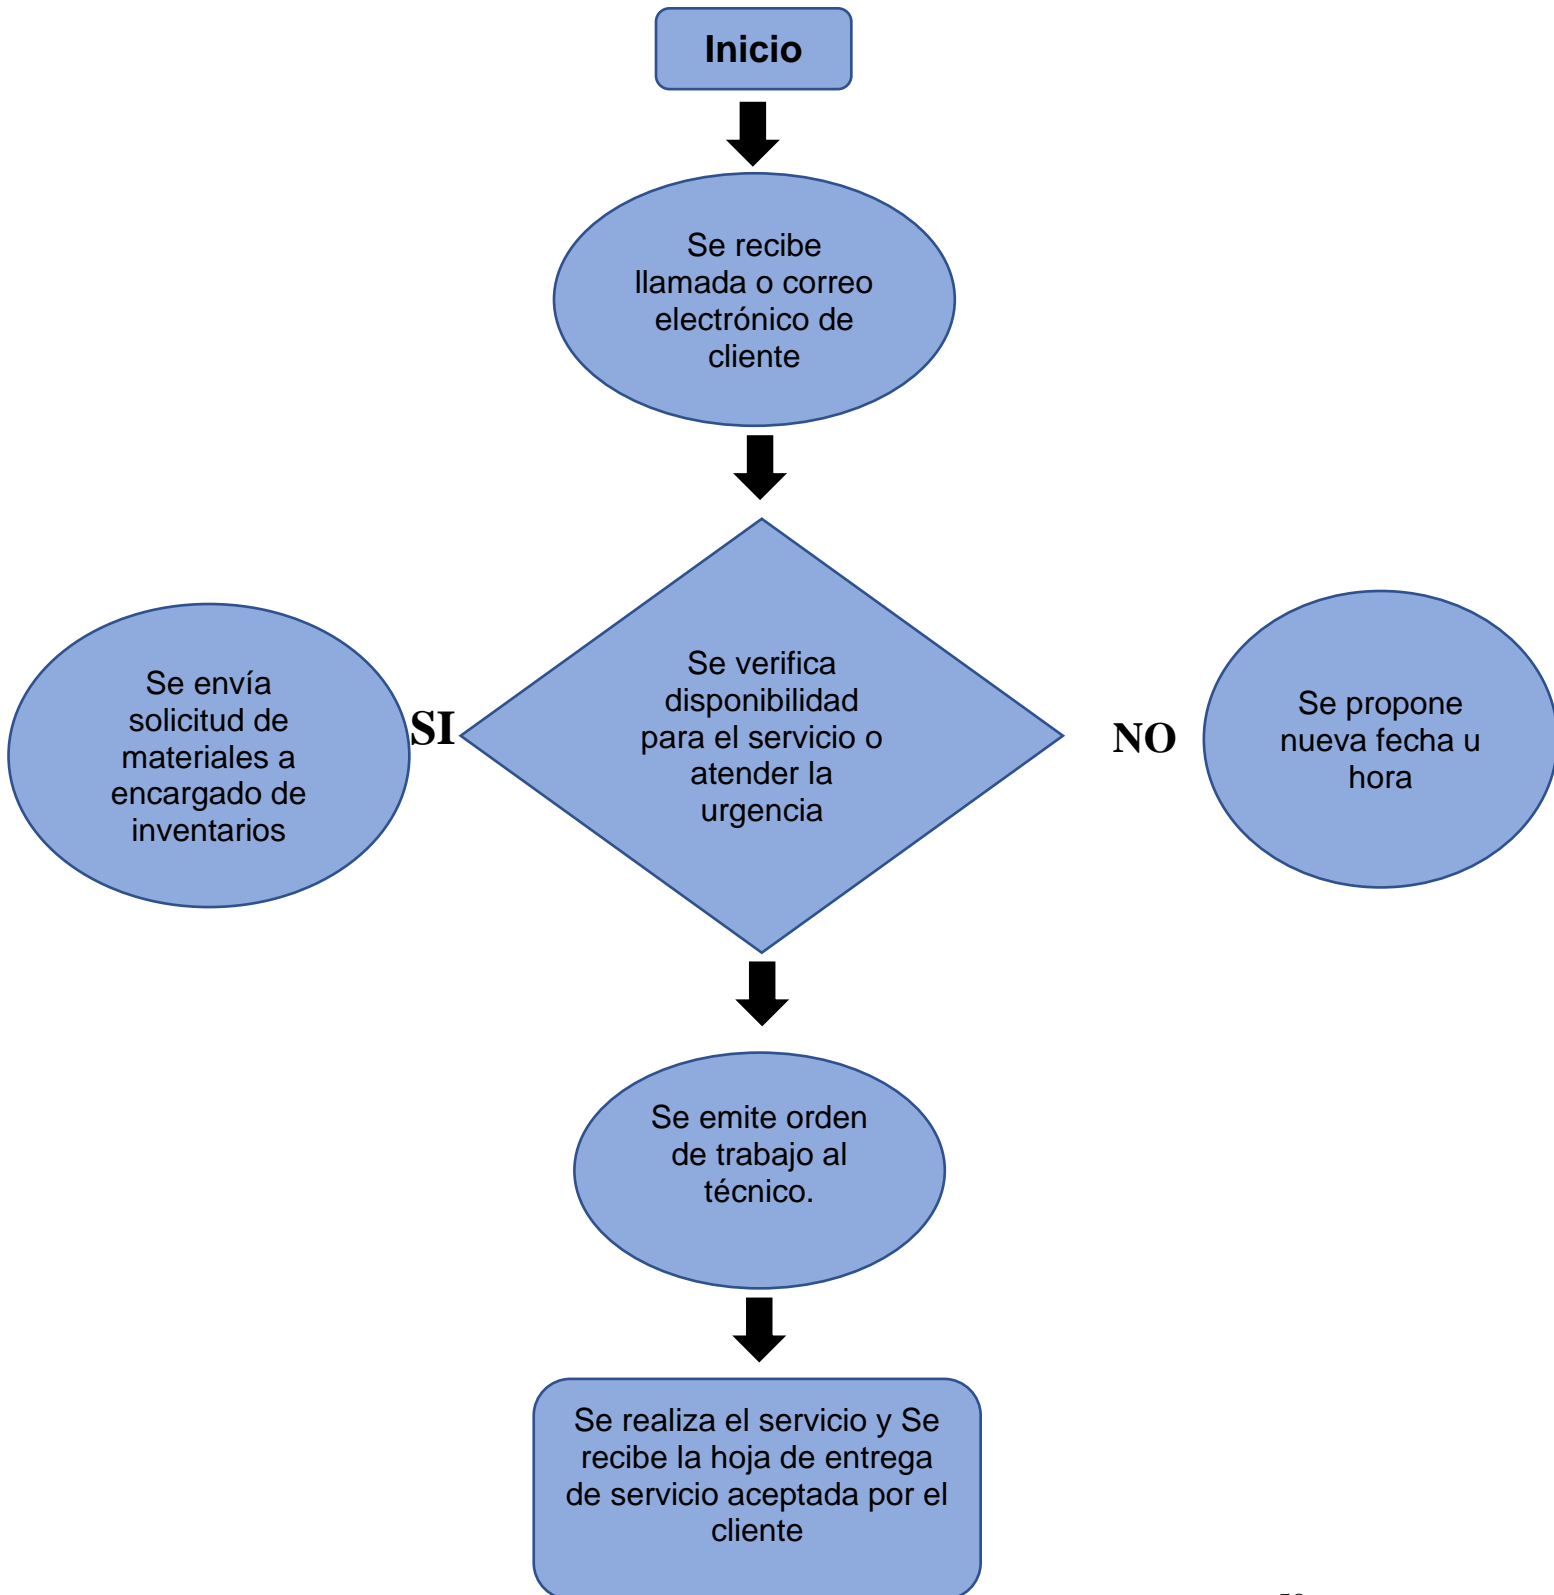 Inicio
Se recibe
llamada o correo
electrónico de
cliente
Se envía
solicitud de
materiales a
encargado de
inventarios
SI
Se verifica
disponibilidad
para el servicio o
atender la
urgencia
NO
Se propone
nueva fecha u
hora
Se emite orden
de trabajo al
técnico.
Se realiza el servicio y Se
recibe la hoja de entrega
de servicio aceptada por el
cliente